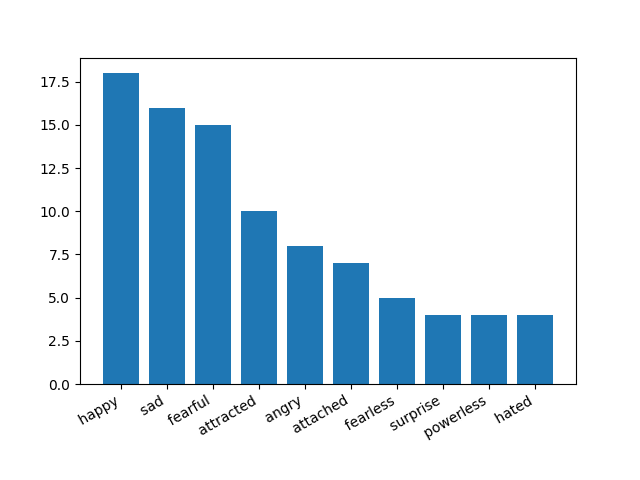 17.5
15.0
12.5
10.0
7.5
5.0
2.5
0.0
happy
sad
fearful
attracted
angry
attached
fearless
surprise
powerless
hated